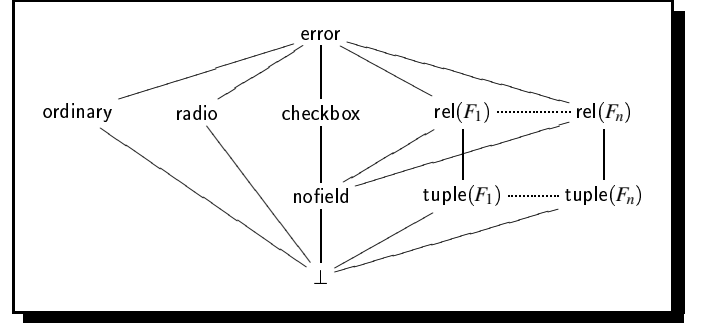 error
ordinary radio checkbox rel(F₁) rel(Fₙ)
nofield tuple(F₁) tuple(Fₙ)
⊥